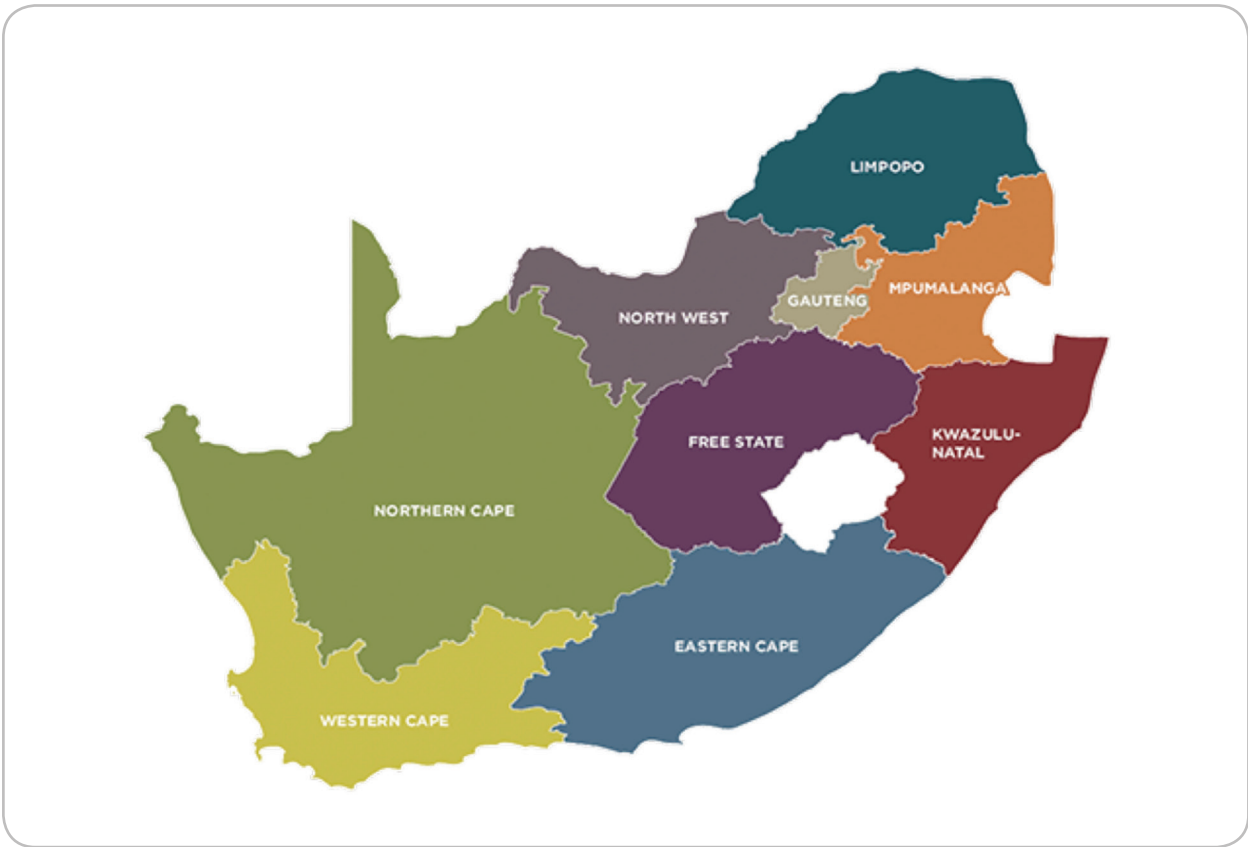 LIMPOPO
MPUMALANGA
GAUTENG
NORTH WEST
FREE STATE
KWAZULU-
NATAL
NORTHERN CAPE
EASTERN CAPE
WESTERN CAPE